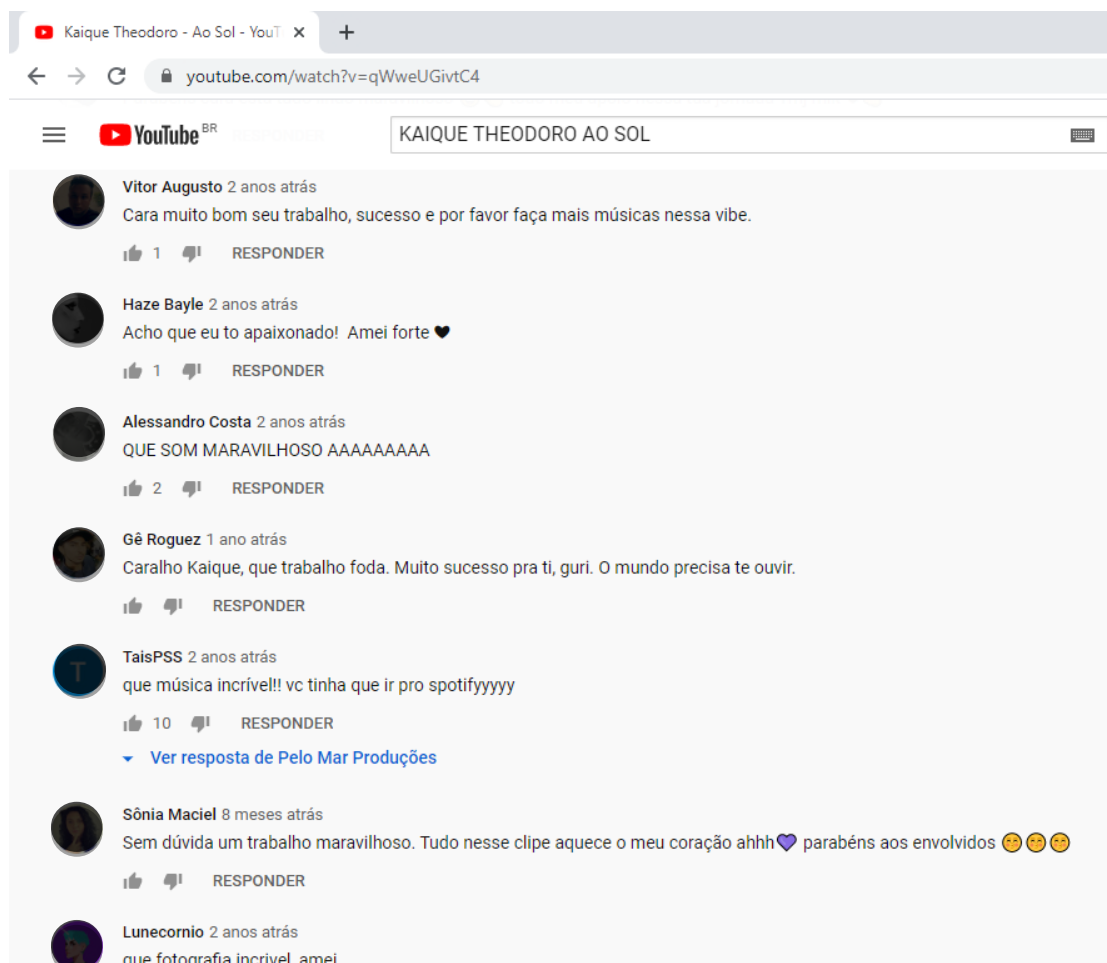 Kaique Theodoro - Ao Sol - YouT
youtube.com/watch?v=qWweUGivtC4
YouTube BR
KAIQUE THEODORO AO SOL
Vitor Augusto 2 anos atrás
Cara muito bom seu trabalho, sucesso e por favor faça mais músicas nessa vibe.
1 RESPONDER
Haze Bayle 2 anos atrás
Acho que eu to apaixonado! Amei forte 🖤
1 RESPONDER
Alessandro Costa 2 anos atrás
QUE SOM MARAVILHOSO AAAAAAAAA
2 RESPONDER
Gê Roguez 1 ano atrás
Caralho Kaique, que trabalho foda. Muito sucesso pra ti, guri. O mundo precisa te ouvir.
RESPONDER
T
TaisPSS 2 anos atrás
que música incrível!! vc tinha que ir pro spotifyyyyy
10 RESPONDER
Ver resposta de Pelo Mar Produções
Sônia Maciel 8 meses atrás
Sem dúvida um trabalho maravilhoso. Tudo nesse clipe aquece o meu coração ahhh💜 parabéns aos envolvidos 😊😊😊
RESPONDER
Lunecornio 2 anos atrás
que fotografia incrivel, amei